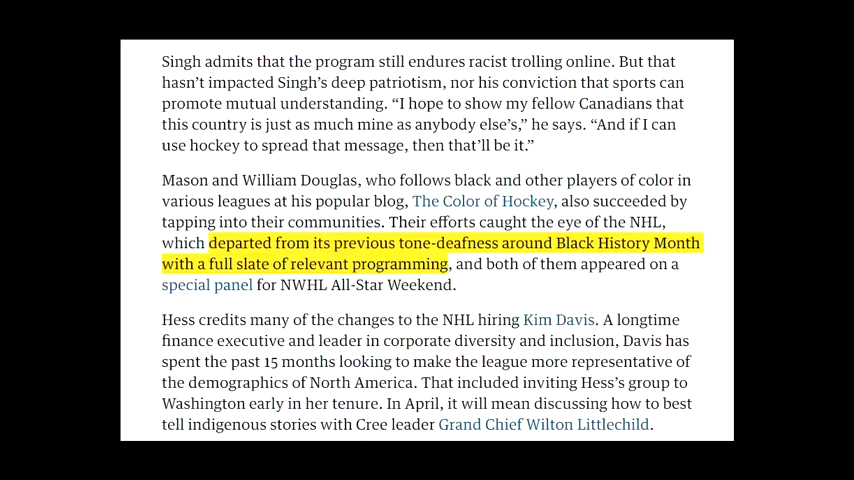 Singh admits that the program still endures racist trolling online. But that
hasn’t impacted Singh’s deep patriotism, nor his conviction that sports can
promote mutual understanding. “I hope to show my fellow Canadians that
this country is just as much mine as anybody else’s,” he says. “And if I can
use hockey to spread that message, then that’ll be it.”
Mason and William Douglas, who follows black and other players of color in
various leagues at his popular blog, The Color of Hockey, also succeeded by
tapping into their communities. Their efforts caught the eye of the NHL,
which departed from its previous tone-deafness around Black History Month
with a full slate of relevant programming, and both of them appeared on a
special panel for NWHL All-Star Weekend.
Hess credits many of the changes to the NHL hiring Kim Davis. A longtime
finance executive and leader in corporate diversity and inclusion, Davis has
spent the past 15 months looking to make the league more representative of
the demographics of North America. That included inviting Hess’s group to
Washington early in her tenure. In April, it will mean discussing how to best
tell indigenous stories with Cree leader Grand Chief Wilton Littlechild.